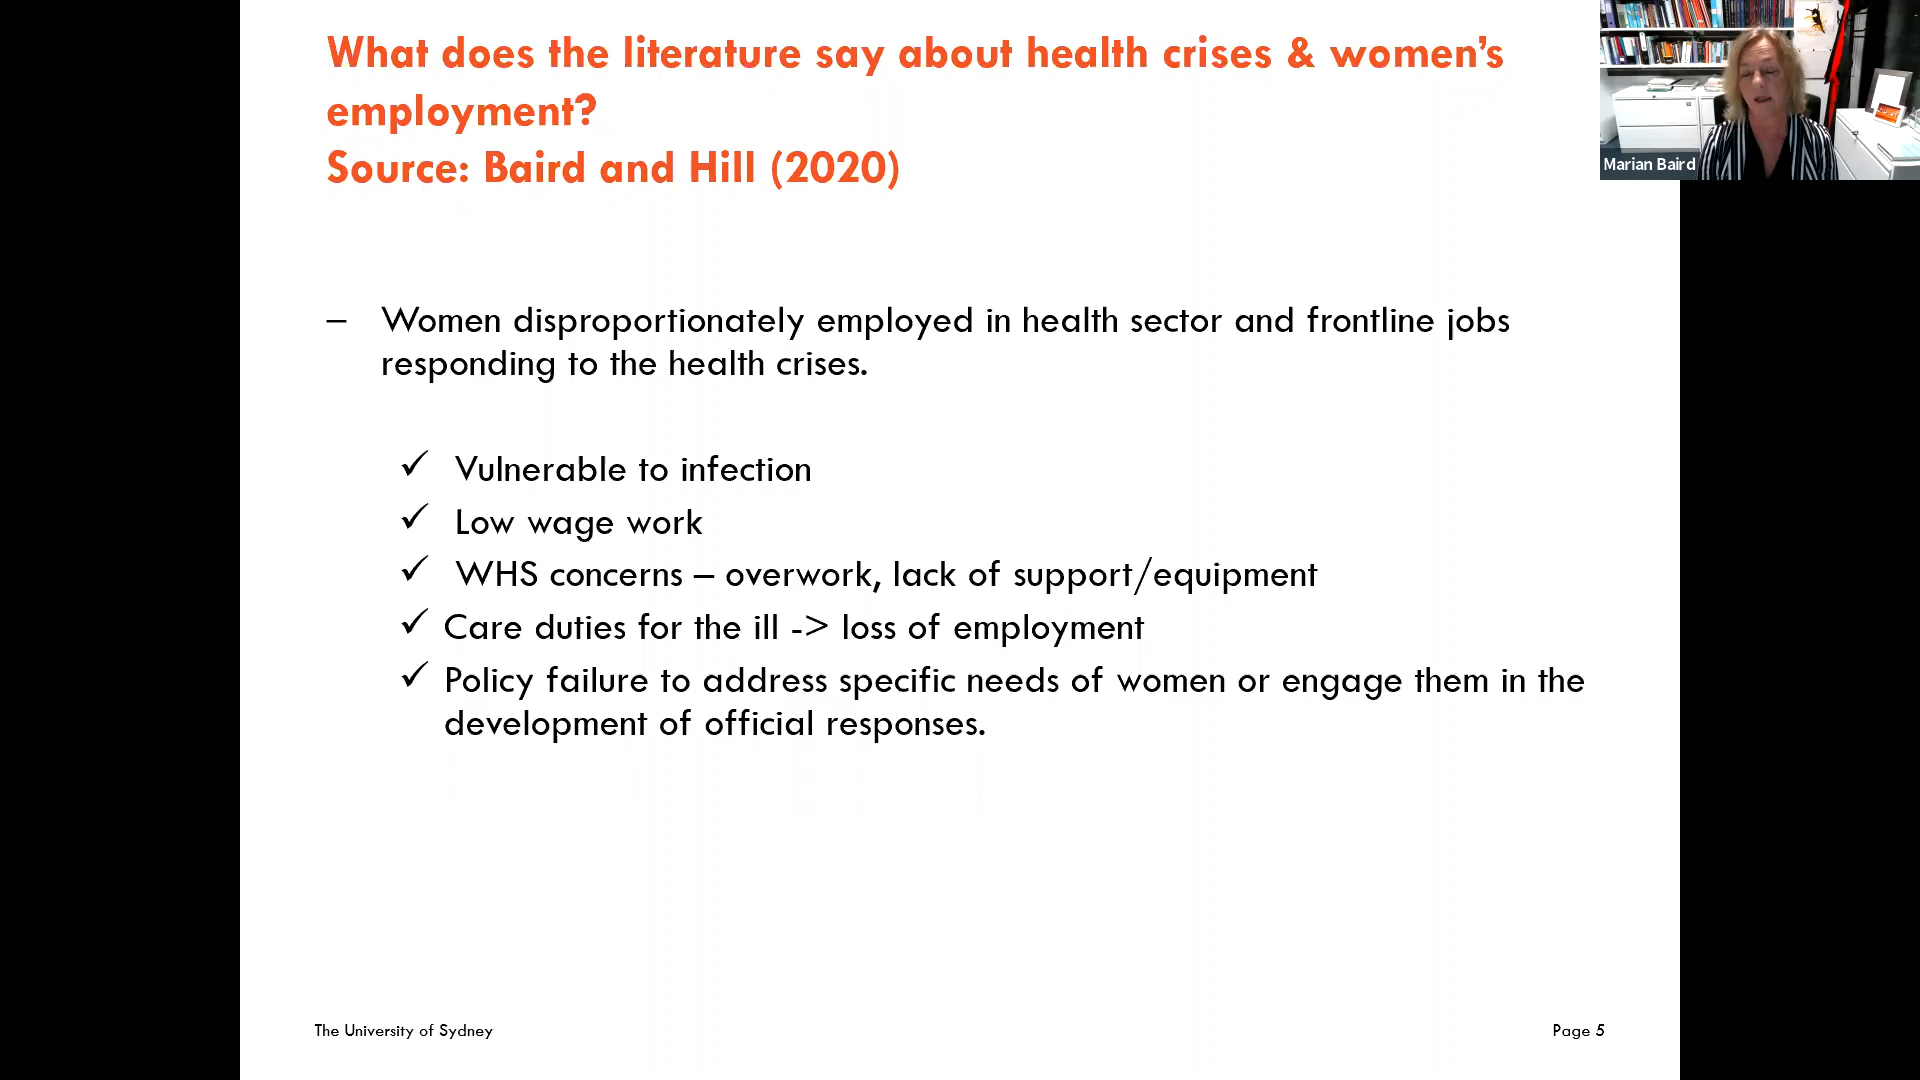 What does the literature say about health crises & women’s
employment?
Source: Baird and Hill (2020)
Marian Baird
– Women disproportionately employed in health sector and frontline jobs
responding to the health crises.
✓ Vulnerable to infection
✓ Low wage work
✓ WHS concerns – overwork, lack of support/equipment
✓ Care duties for the ill -> loss of employment
✓ Policy failure to address specific needs of women or engage them in the
development of official responses.
The University of Sydney
Page 5